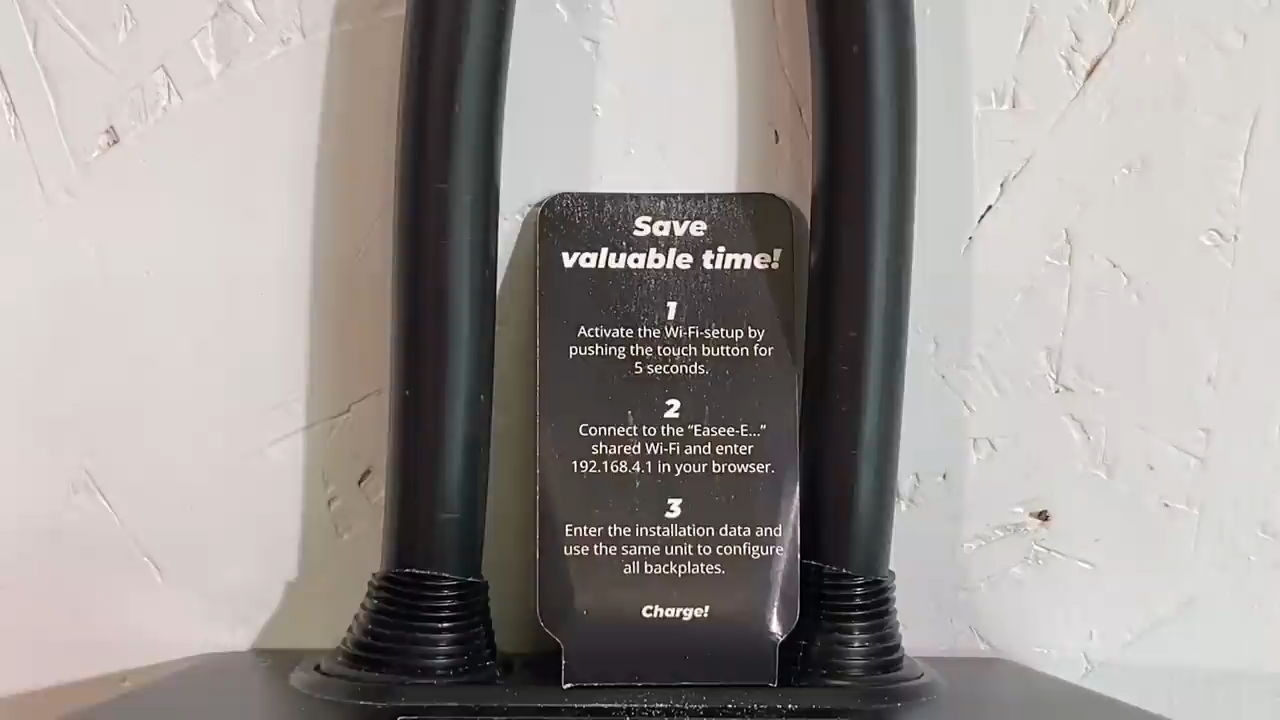 Save
valuable time!
1
Activate the Wi-Fi-setup by
pushing the touch button for
5 seconds.
2
Connect to the “Easee-E...”
shared Wi-Fi and enter
192.168.4.1 in your browser.
3
Enter the installation data and
use the same unit to configure
all backplates.
Charge!